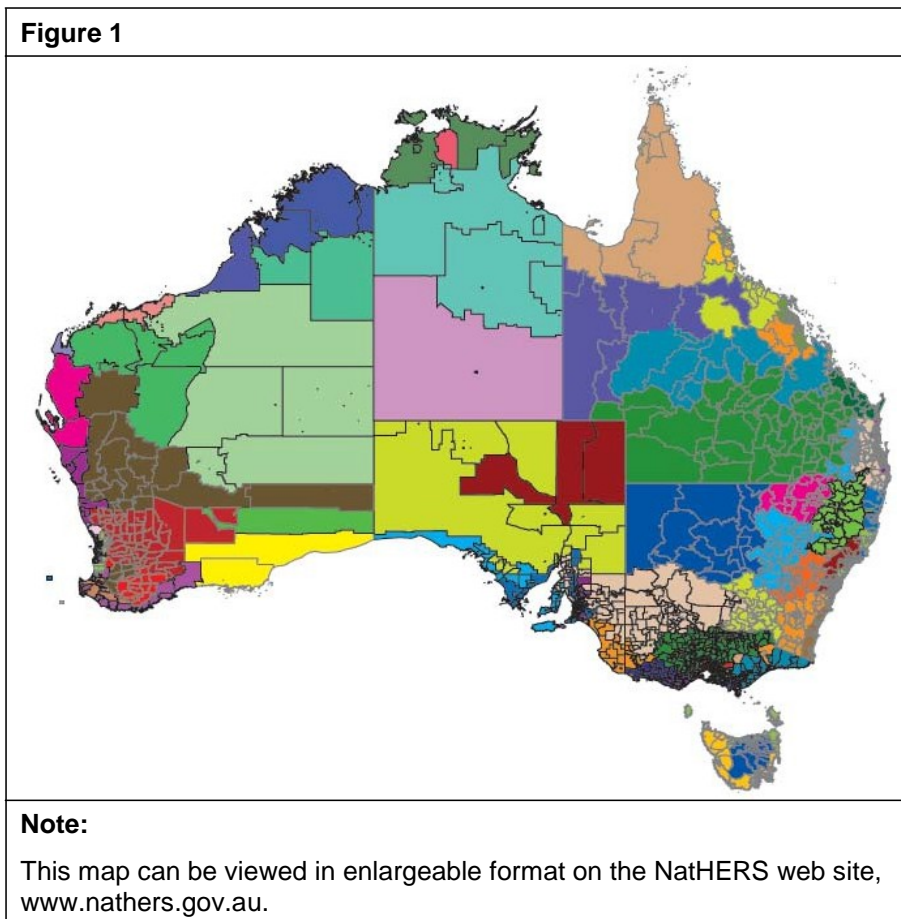 Figure 1
Note:
This map can be viewed in enlargeable format on the NatHERS web site,
www.nathers.gov.au.